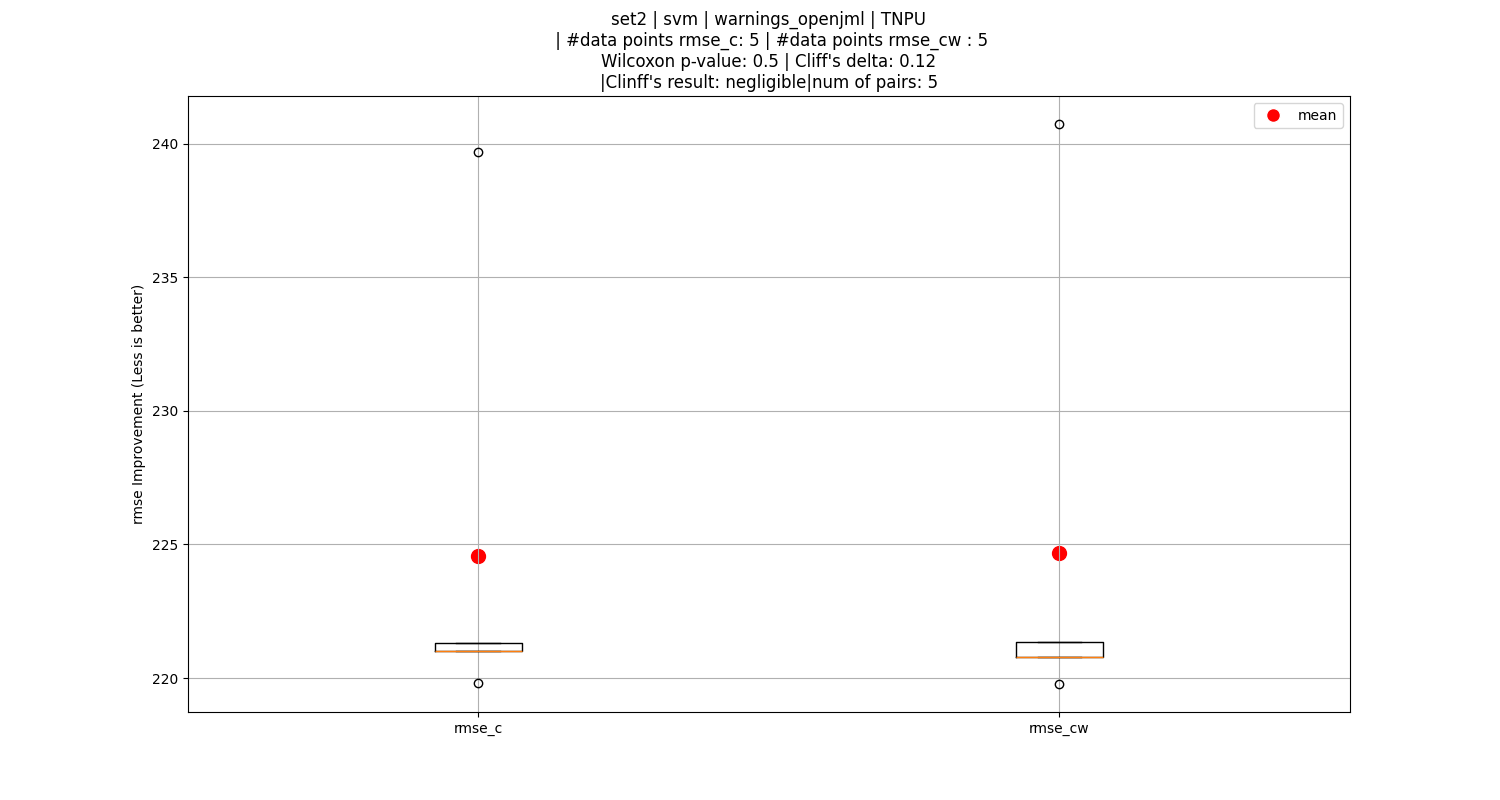 set2 | svm | warnings_openjml | TNPU
| #data points rmse_c: 5 | #data points rmse_cw : 5
Wilcoxon p-value: 0.5 | Cliff's delta: 0.12
|Clinff's result: negligible|num of pairs: 5
mean
240
235
230
225
220
rmse Improvement (Less is better)
rmse_c
rmse_cw